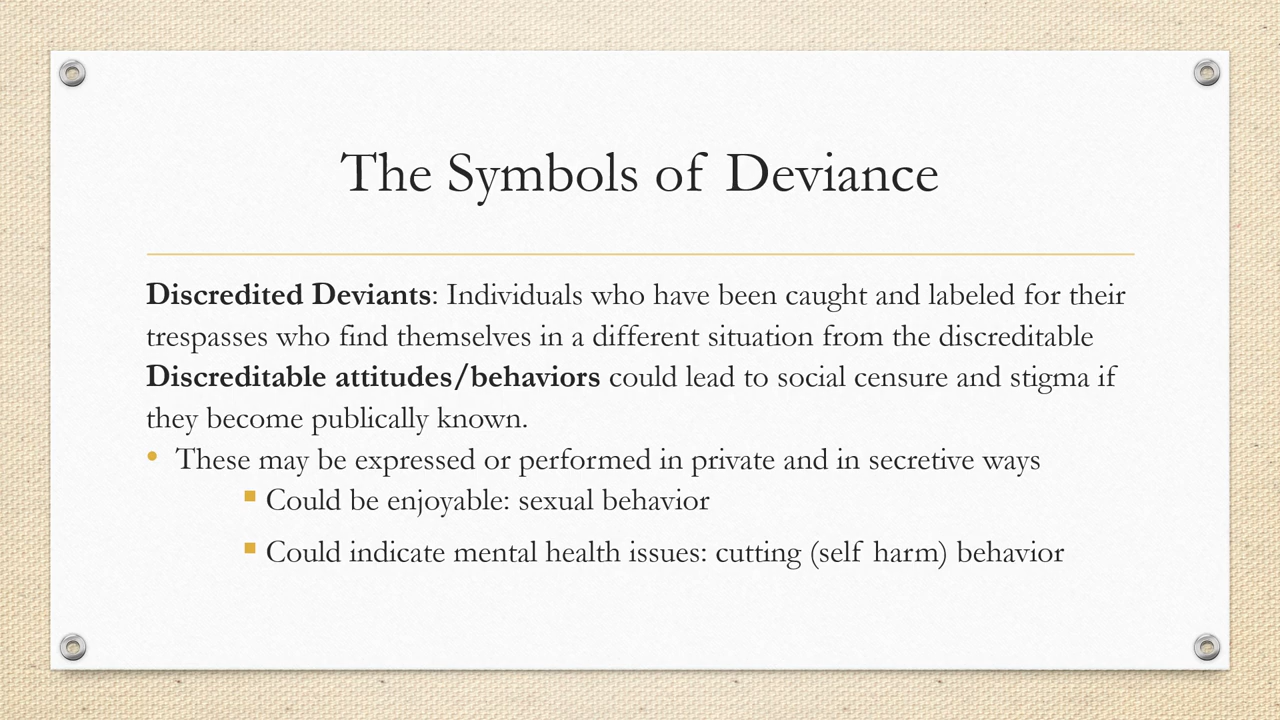 The Symbols of Deviance
Discredited Deviants: Individuals who have been caught and labeled for their
trespasses who find themselves in a different situation from the discreditable
Discreditable attitudes/behaviors could lead to social censure and stigma if
they become publically known.
• These may be expressed or performed in private and in secretive ways
▪ Could be enjoyable: sexual behavior
▪ Could indicate mental health issues: cutting (self harm) behavior